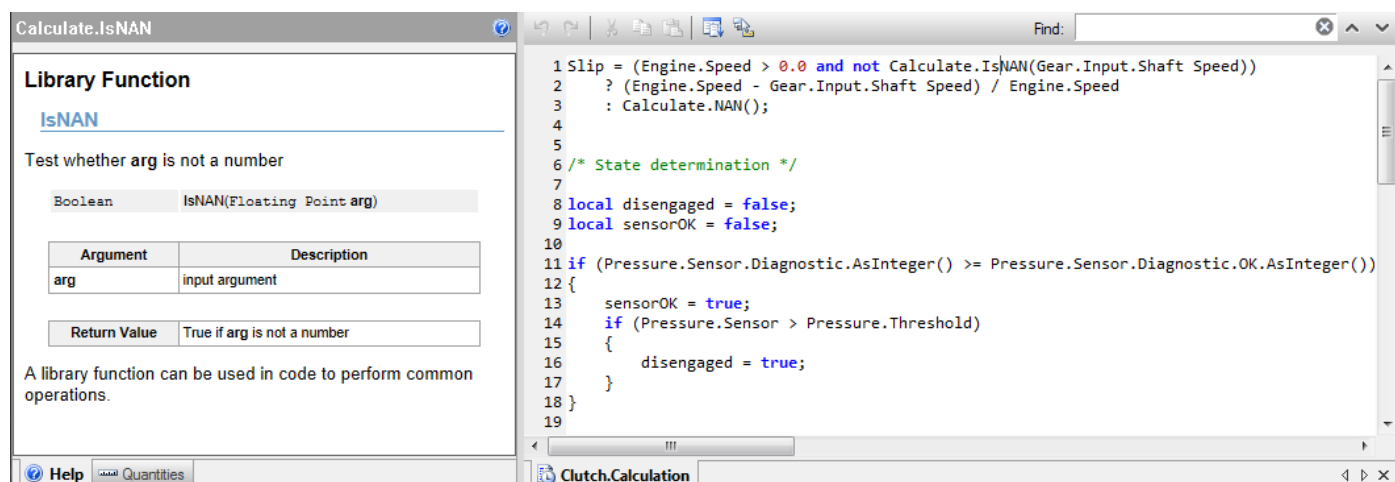 Calculate.IsNAN
Library Function
IsNAN
Test whether arg is not a number
Boolean IsNAN(Floating Point arg)
Argument Description
arg input argument
Return Value True if arg is not a number
A library function can be used in code to perform common
operations.
Help Quantities
Find:
1 Slip = (Engine.Speed > 0.0 and not Calculate.IsNAN(Gear.Input.Shaft Speed))
2 ? (Engine.Speed - Gear.Input.Shaft Speed) / Engine.Speed
3 : Calculate.NAN();
4
5
6 /* State determination */
7
8 local disengaged = false;
9 local sensorOK = false;
10
11 if (Pressure.Sensor.Diagnostic.AsInteger() >= Pressure.Sensor.Diagnostic.OK.AsInteger())
12 {
13 sensorOK = true;
14 if (Pressure.Sensor > Pressure.Threshold)
15 {
16 disengaged = true;
17 }
18 }
19
Clutch.Calculation